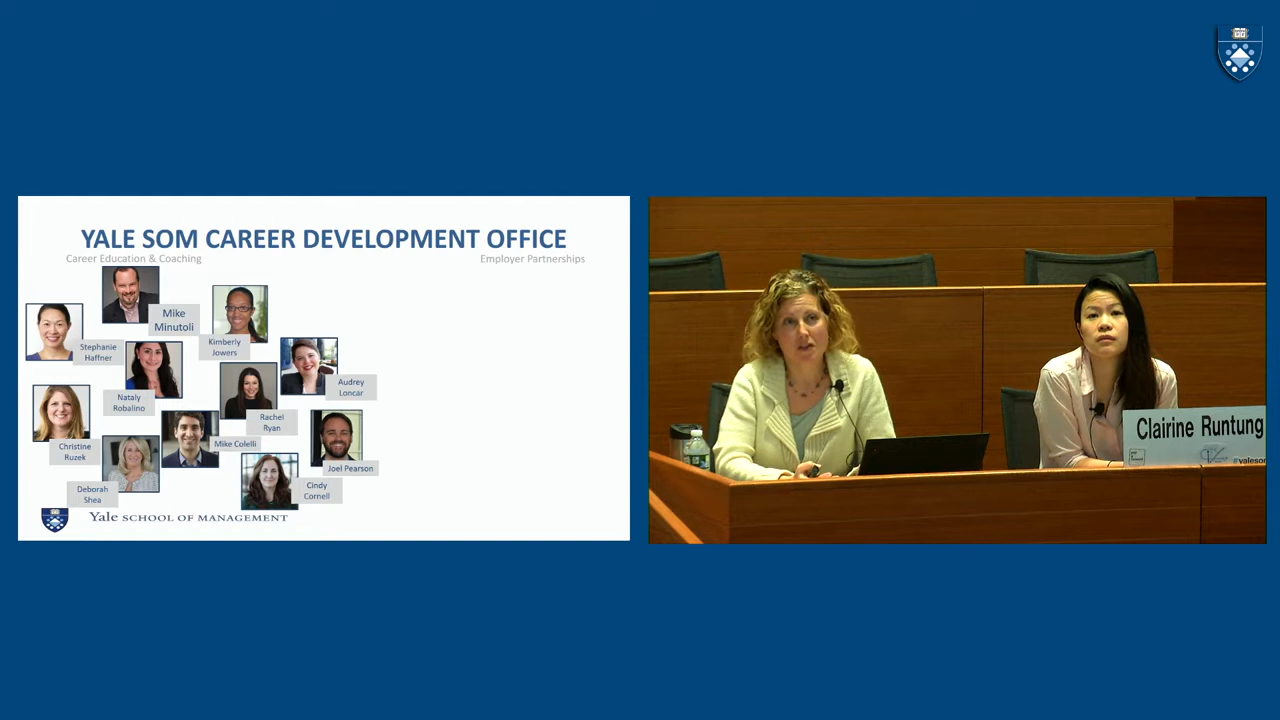 YALE SOM CAREER DEVELOPMENT OFFICE
Career Education & Coaching
Employer Partnerships
Mike
Minutoli
Stephanie
Haffner
Kimberly
Jowers
Nataly
Robalino
Audrey
Loncar
Rachel
Ryan
Christine
Ruzek
Mike Colelli
Joel Pearson
Deborah
Shea
Cindy
Cornell
Yale SCHOOL OF MANAGEMENT
Clairine Runtung
#yalesom